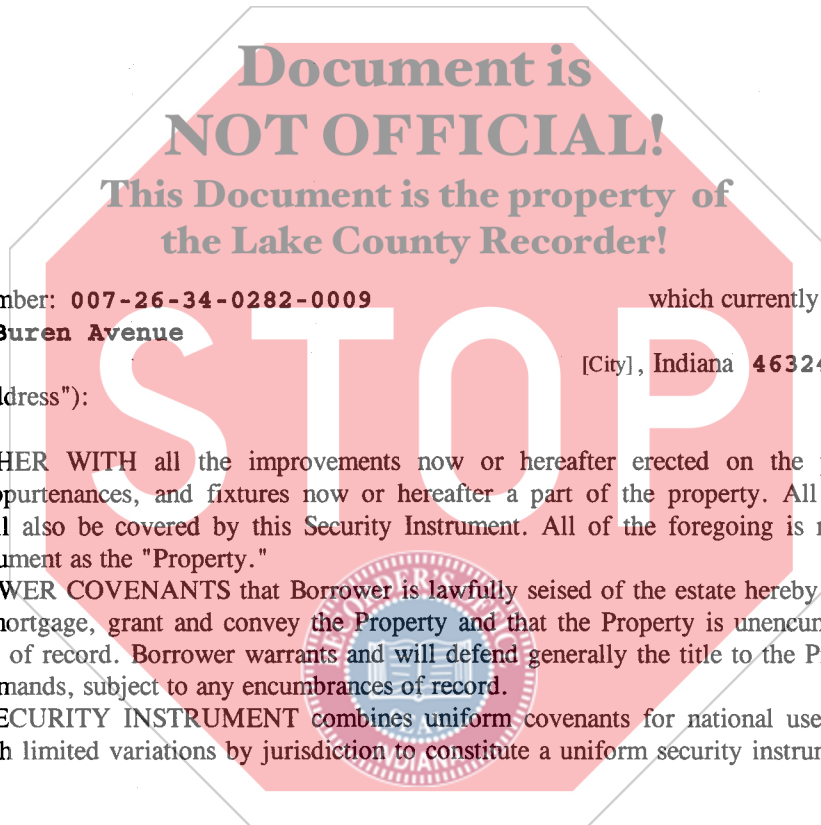 Document is
NOT OFFICIAL!
This Document is the property of
the Lake County Recorder!
mber: 007-26-34-0282-0009 which currently
Buren Avenue
[City], Indiana 46324
ddress"):
STOP
HER WITH all the improvements now or hereafter erected on the
ppurtenances, and fixtures now or hereafter a part of the property. All
l also be covered by this Security Instrument. All of the foregoing is
ument as the "Property."
WER COVENANTS that Borrower is lawfully seised of the estate hereby
mortgage, grant and convey the Property and that the Property is unencum
of record. Borrower warrants and will defend generally the title to the P
mands, subject to any encumbrances of record.
ECURITY INSTRUMENT combines uniform covenants for national use
h limited variations by jurisdiction to constitute a uniform security instrum
RECORDER'S OFFICE
INDIANA